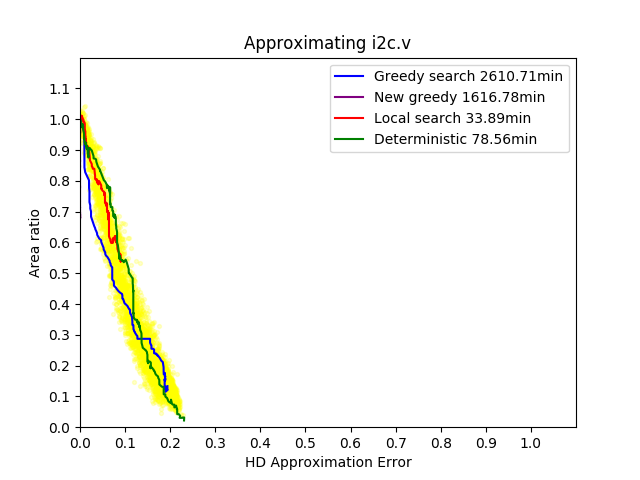 Approximating i2c.v
Greedy search 2610.71min
New greedy 1616.78min
Local search 33.89min
Deterministic 78.56min
Area ratio
1.1
1.0
0.9
0.8
0.7
0.6
0.5
0.4
0.3
0.2
0.1
0.0
0.0 0.1 0.2 0.3 0.4 0.5 0.6 0.7 0.8 0.9 1.0
HD Approximation Error